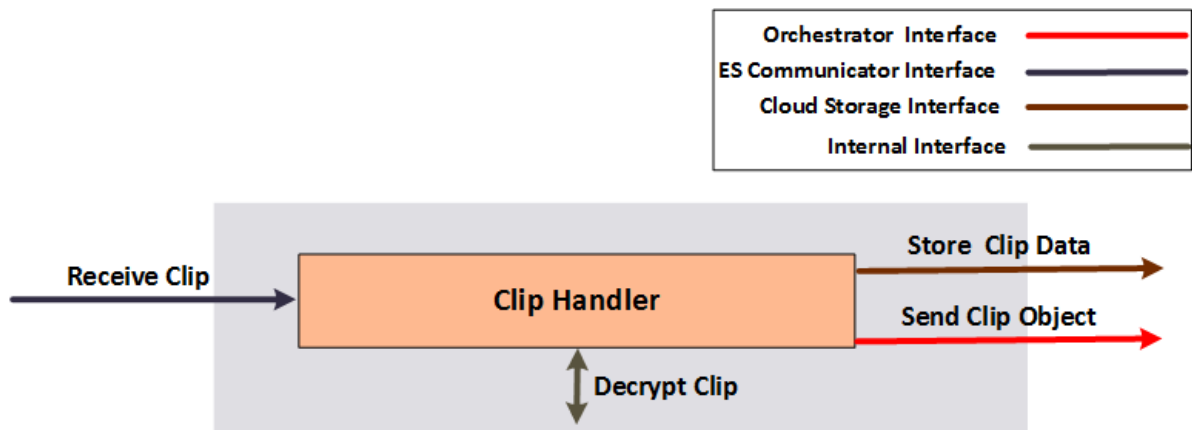 Orchestrator Interface
ES Communicator Interface
Cloud Storage Interface
Internal Interface
Store Clip Data
Receive Clip
Clip Handler
Send Clip Object
Decrypt Clip